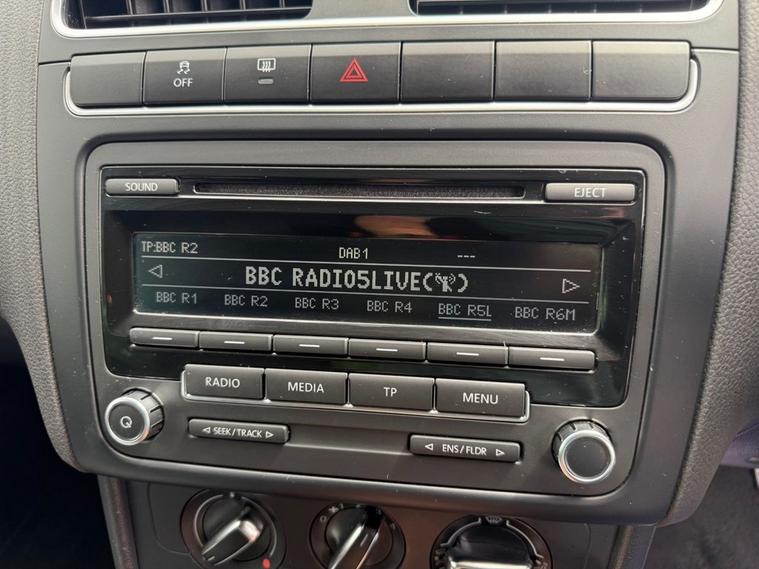 OFF
SOUND
EJECT
TP:BBC R2 DAB1 ---
BBC RADIO5LIVE( )
BBC R1 BBC R2 BBC R3 BBC R4 BBC R5L BBC R6M
RADIO MEDIA TP MENU
SEEK/TRACK
ENS/FLDR